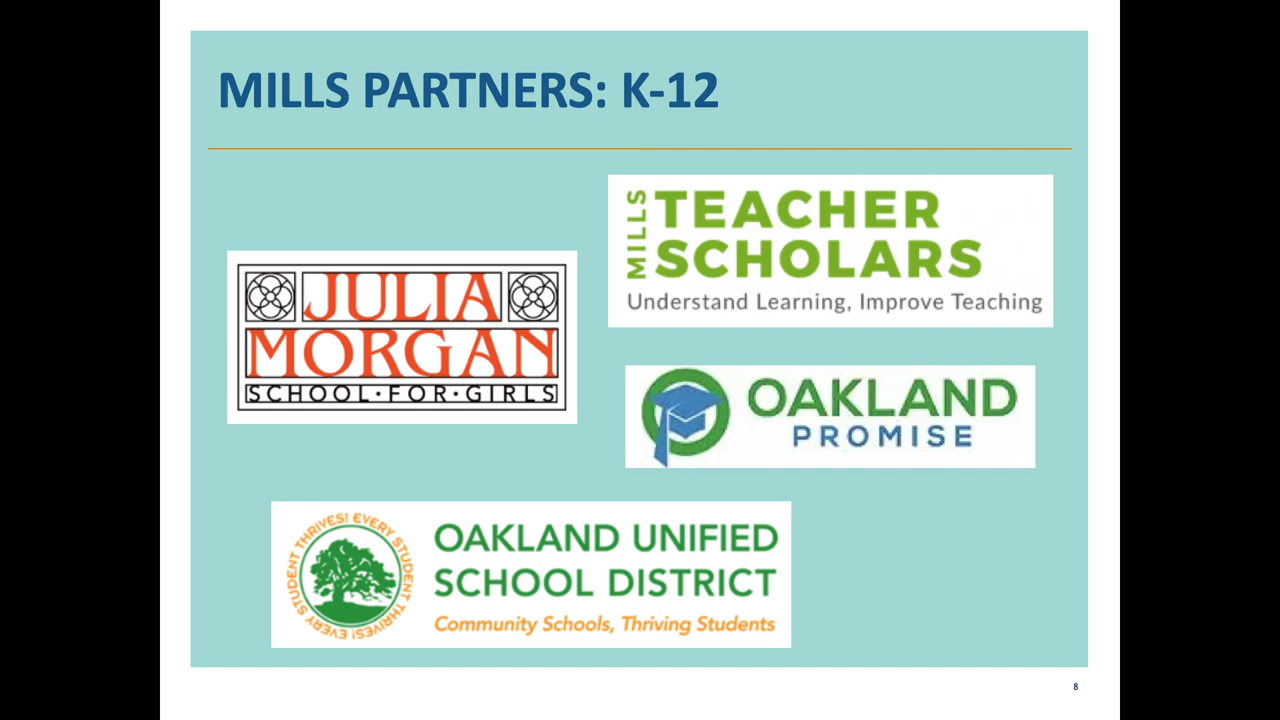 MILLS PARTNERS: K-12
MILLS
TEACHER
SCHOLARS
Understand Learning, Improve Teaching
JULIA
MORGAN
SCHOOL·FOR·GIRLS
OAKLAND
PROMISE
EVERY STUDENT THRIVES! EVERY STUDENT THRIVES!
OAKLAND UNIFIED
SCHOOL DISTRICT
Community Schools, Thriving Students
8